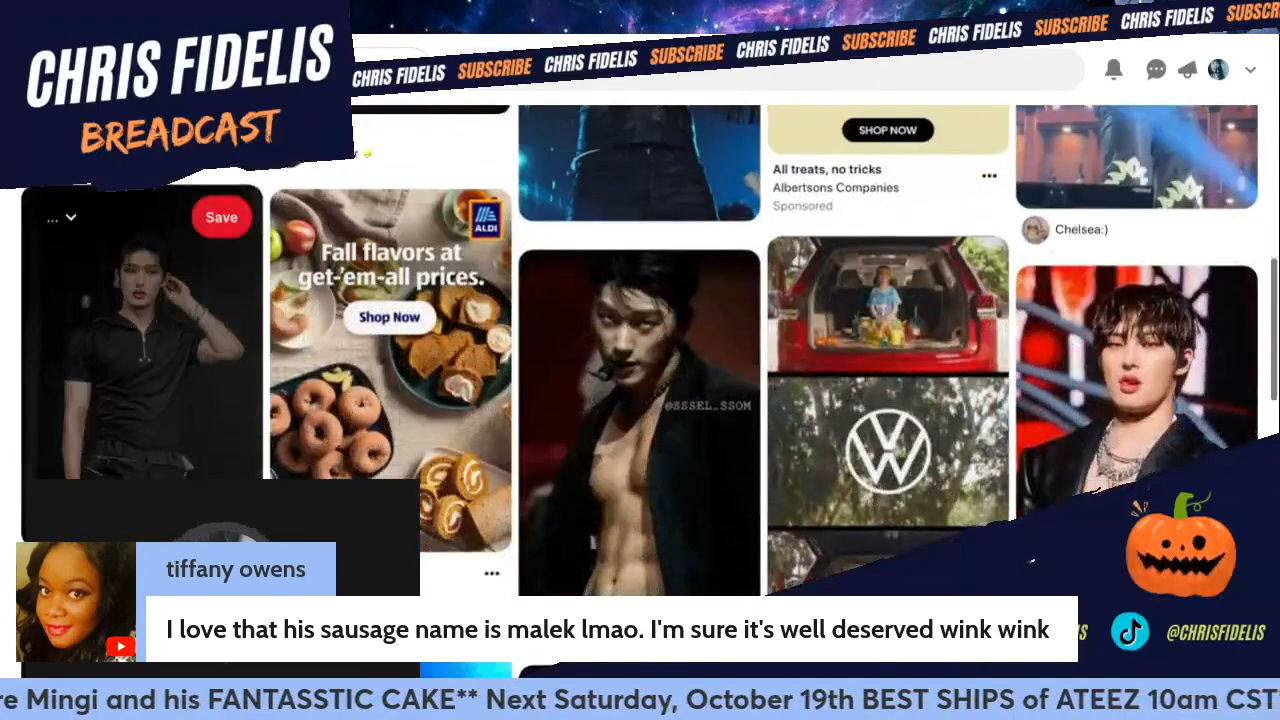 CHRIS FIDELIS
BREADCAST
CHRIS FIDELIS SUBSCRIBE CHRIS FIDELIS SUBSCRIBE CHRIS FIDELIS SUBSCRIBE CHRIS FIDELIS SUBSCRIBE CHRIS FIDELIS SUBSCR
... Save
ALDI
Fall flavors at
get-'em-all prices.
Shop Now
SHOP NOW
All treats, no tricks
Albertsons Companies
Sponsored
Chelsea:)
@SSSEL_SSOM
tiffany owens
I love that his sausage name is malek lmao. I'm sure it's well deserved wink wink
@CHRISFIDELIS
re Mingi and his FANTASSTIC CAKE** Next Saturday, October 19th BEST SHIPS of ATEEZ 10am CST